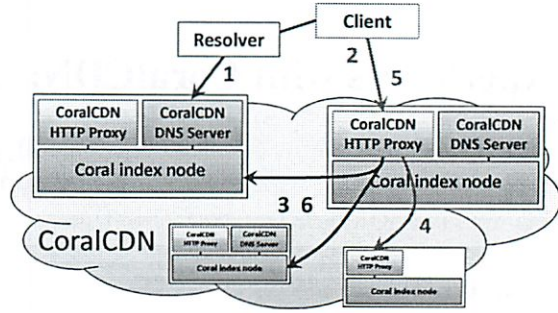 Client
Resolver
2
1
5
CoralCDN
HTTP Proxy
CoralCDN
DNS Server
Coral index node
CoralCDN
HTTP Proxy
CoralCDN
DNS Server
Coral index node
3 6
4
CoralCDN
CoralCDN
HTTP Proxy
CoralCDN
DNS Server
Coral index node
CoralCDN
HTTP Proxy
Coral index node